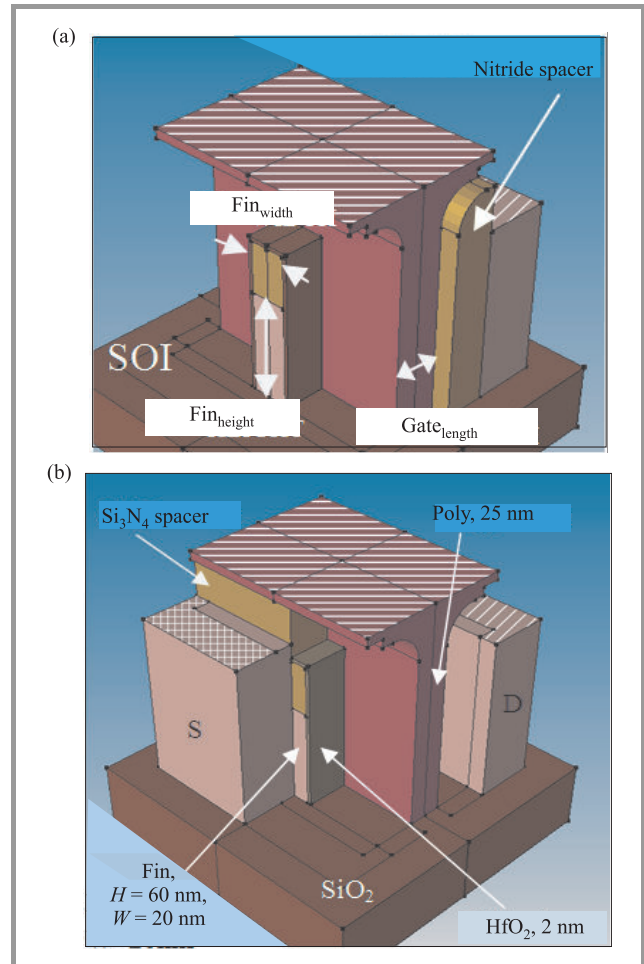 (a)
Nitride spacer
Fin_width
SOI
Fin_height
Gate_length
(b)
Si₃N₄ spacer
Poly, 25 nm
S
D
Fin,
H = 60 nm,
W = 20 nm
SiO₂
HfO₂, 2 nm